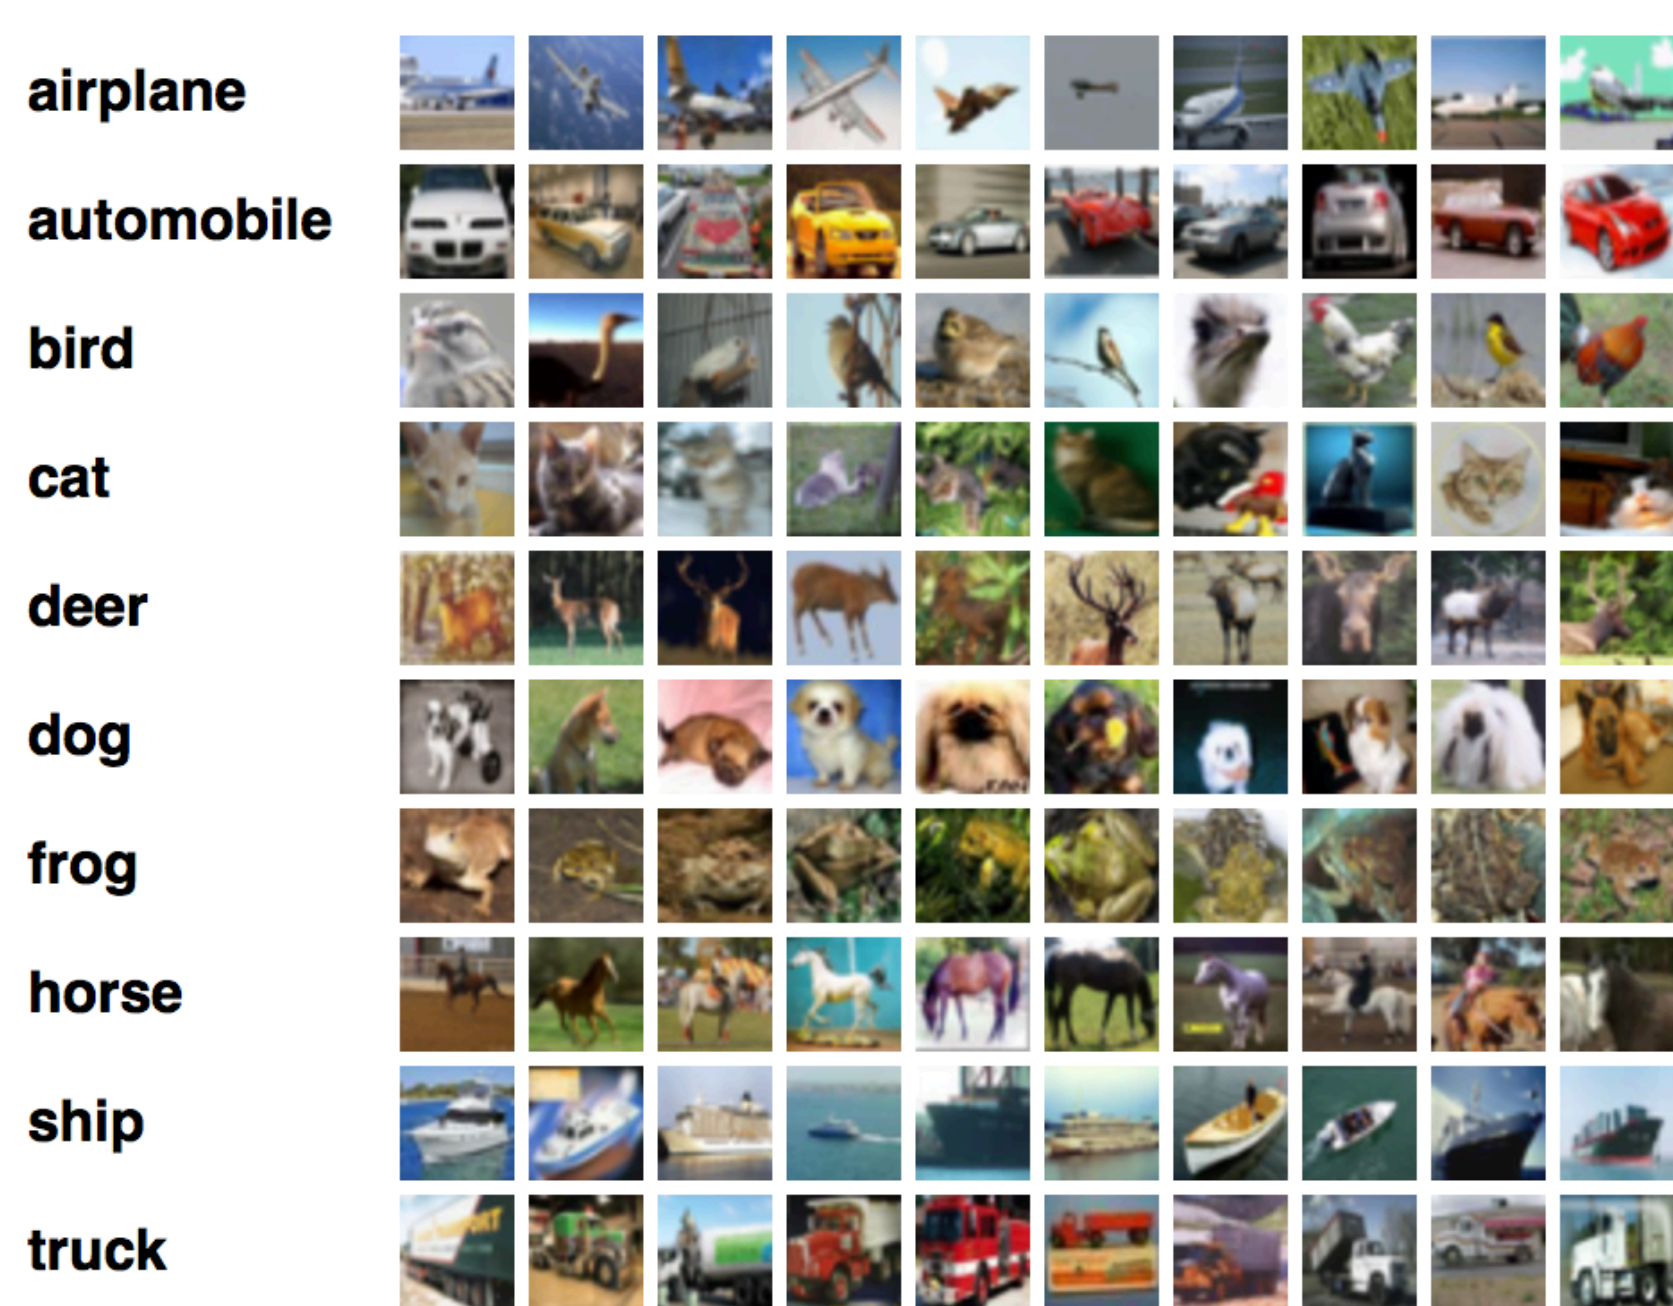 airplane
automobile
bird
cat
deer
dog
frog
horse
ship
truck